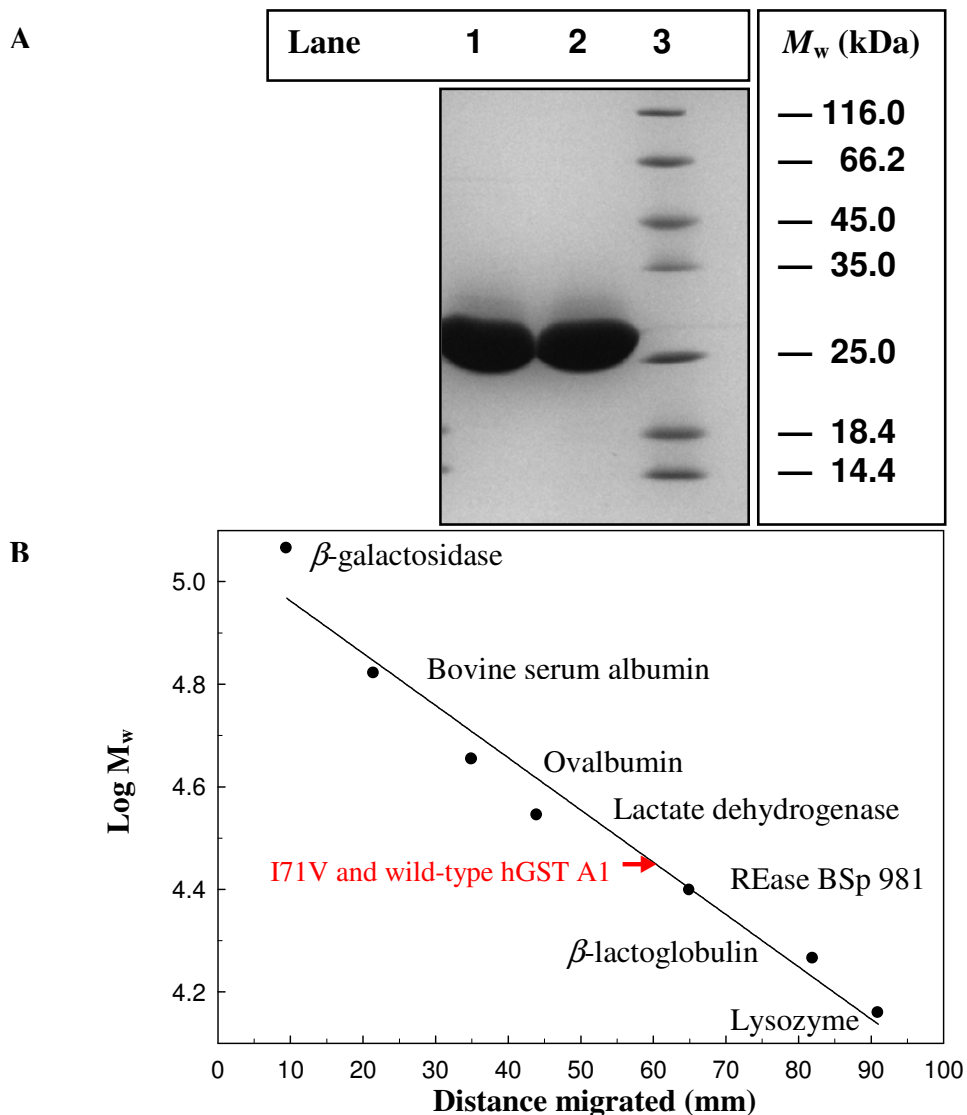 A
Lane 1 2 3
Mw (kDa)
— 116.0
— 66.2
— 45.0
— 35.0
— 25.0
— 18.4
— 14.4
B
β-galactosidase
5.0
Bovine serum albumin
4.8
Ovalbumin
4.6
Lactate dehydrogenase
I71V and wild-type hGST A1
REase BSp 981
4.4
β-lactoglobulin
4.2
Lysozyme
Log Mw
0 10 20 30 40 50 60 70 80 90 100
Distance migrated (mm)